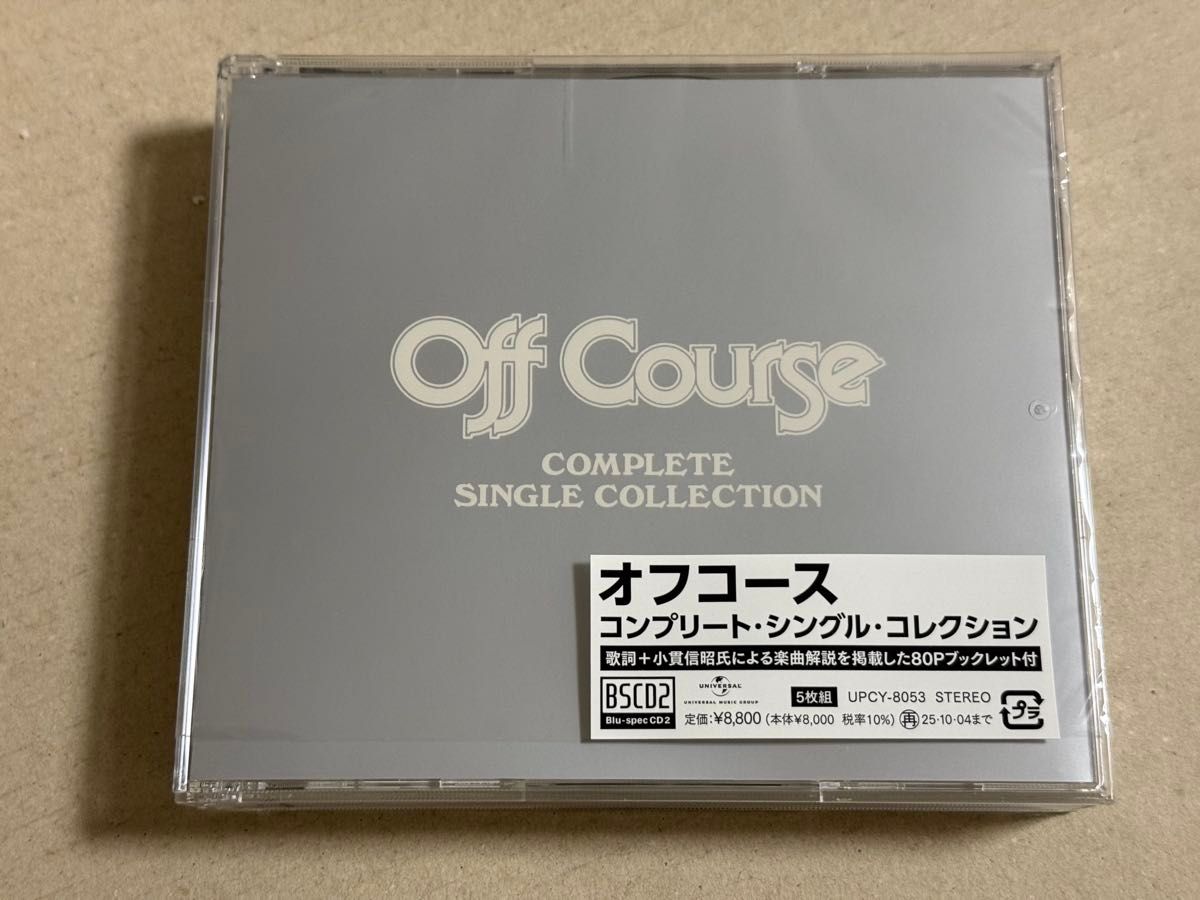 Off Course
COMPLETE
SINGLE COLLECTION
オフコース
コンプリート・シングル・コレクション
歌詞＋小貫信昭氏による楽曲解説を掲載した80Pブックレット付
BSCD2
Blu-spec CD2
UNIVERSAL
UNIVERSAL MUSIC GROUP
5枚組 UPCY-8053 STEREO
定価:¥8,800 (本体¥8,000 税率10%) 再 25・10・04まで
プラ